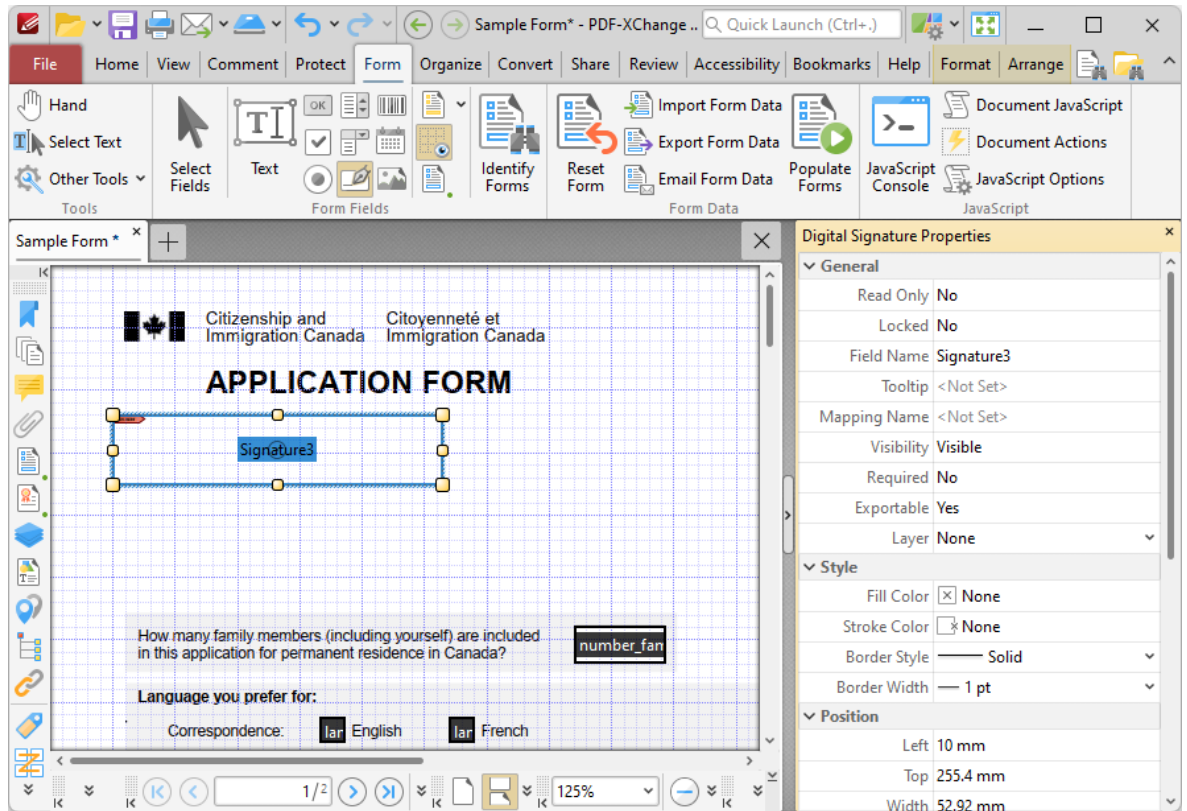 Sample Form* - PDF-XChange ..
Quick Launch (Ctrl+.)
File
Home
View
Comment
Protect
Form
Organize
Convert
Share
Review
Accessibility
Bookmarks
Help
Format
Arrange
Hand
Select Text
Other Tools
Tools
Select
Fields
Text
OK
Form Fields
Identify
Forms
Reset
Form
Import Form Data
Export Form Data
Email Form Data
Form Data
Populate
Forms
JavaScript
Console
Document JavaScript
Document Actions
JavaScript Options
JavaScript
Sample Form *
Citizenship and
Immigration Canada
Citoyenneté et
Immigration Canada
APPLICATION FORM
Signature3
How many family members (including yourself) are included
in this application for permanent residence in Canada?
number_fan
Language you prefer for:
Correspondence:
lar
English
lar
French
1/2
125%
Digital Signature Properties
General
Read Only No
Locked No
Field Name Signature3
Tooltip <Not Set>
Mapping Name <Not Set>
Visibility Visible
Required No
Exportable Yes
Layer None
Style
Fill Color None
Stroke Color None
Border Style Solid
Border Width 1 pt
Position
Left 10 mm
Top 255.4 mm
Width 52.92 mm